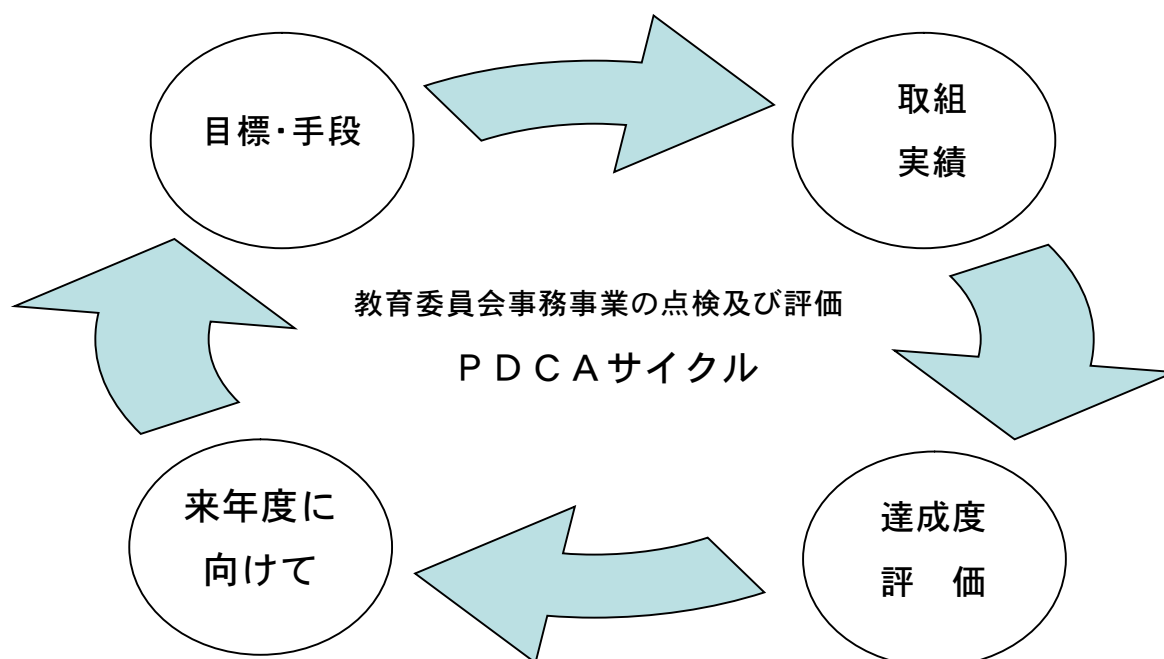 目標・手段
取組
実績
教育委員会事務事業の点検及び評価
ＰＤＣＡサイクル
来年度に
向けて
達成度
評　価